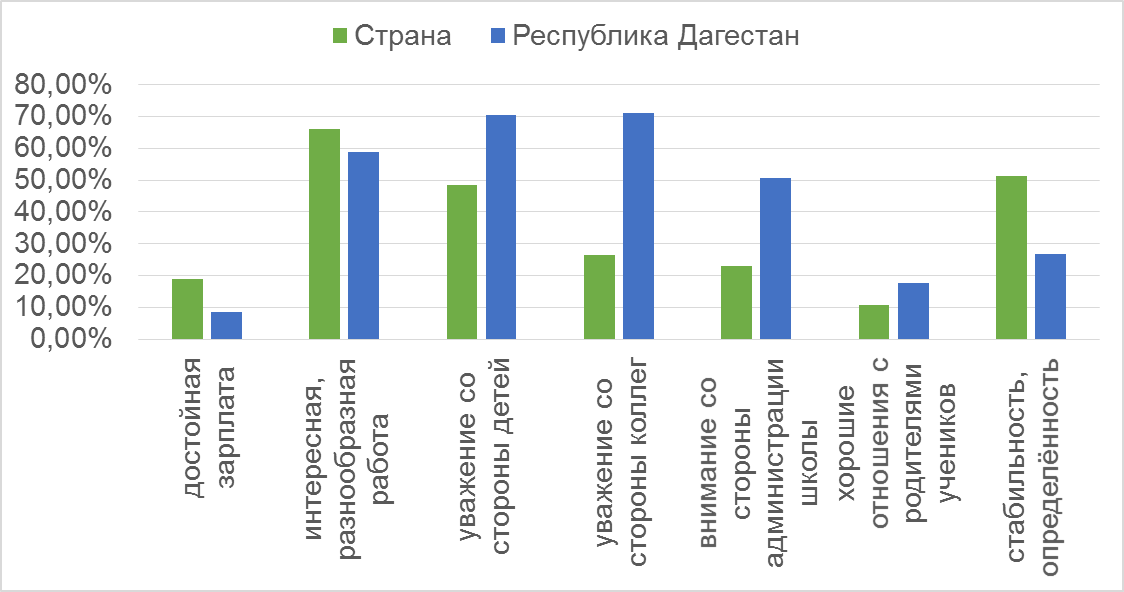 Страна
Республика Дагестан
80,00%
70,00%
60,00%
50,00%
40,00%
30,00%
20,00%
10,00%
0,00%
достойная
зарплата
интересная,
разнообразная
работа
уважение со
стороны детей
уважение со
стороны коллег
внимание со
стороны
администрации
школы
хорошие
отношения с
родителями
учеников
стабильность,
определённость